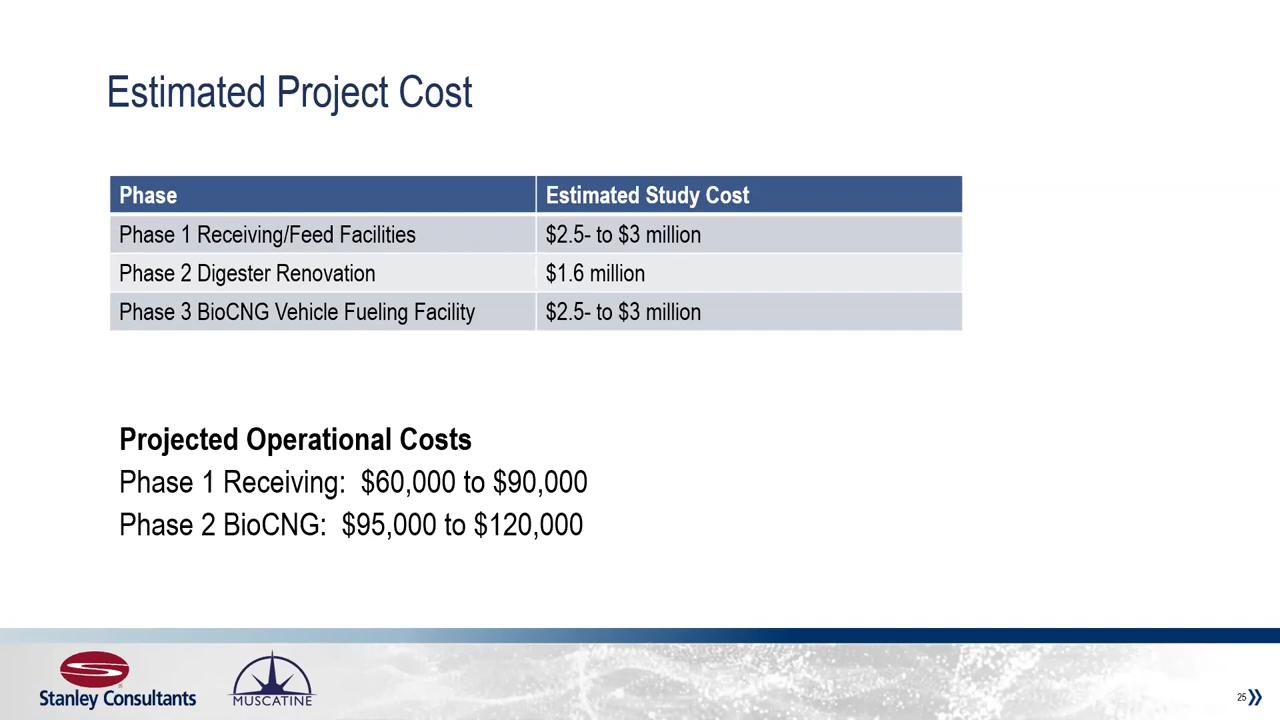 Estimated Project Cost
Phase Estimated Study Cost
Phase 1 Receiving/Feed Facilities $2.5- to $3 million
Phase 2 Digester Renovation $1.6 million
Phase 3 BioCNG Vehicle Fueling Facility $2.5- to $3 million
Projected Operational Costs
Phase 1 Receiving: $60,000 to $90,000
Phase 2 BioCNG: $95,000 to $120,000
Stanley Consultants
MUSCATINE
25